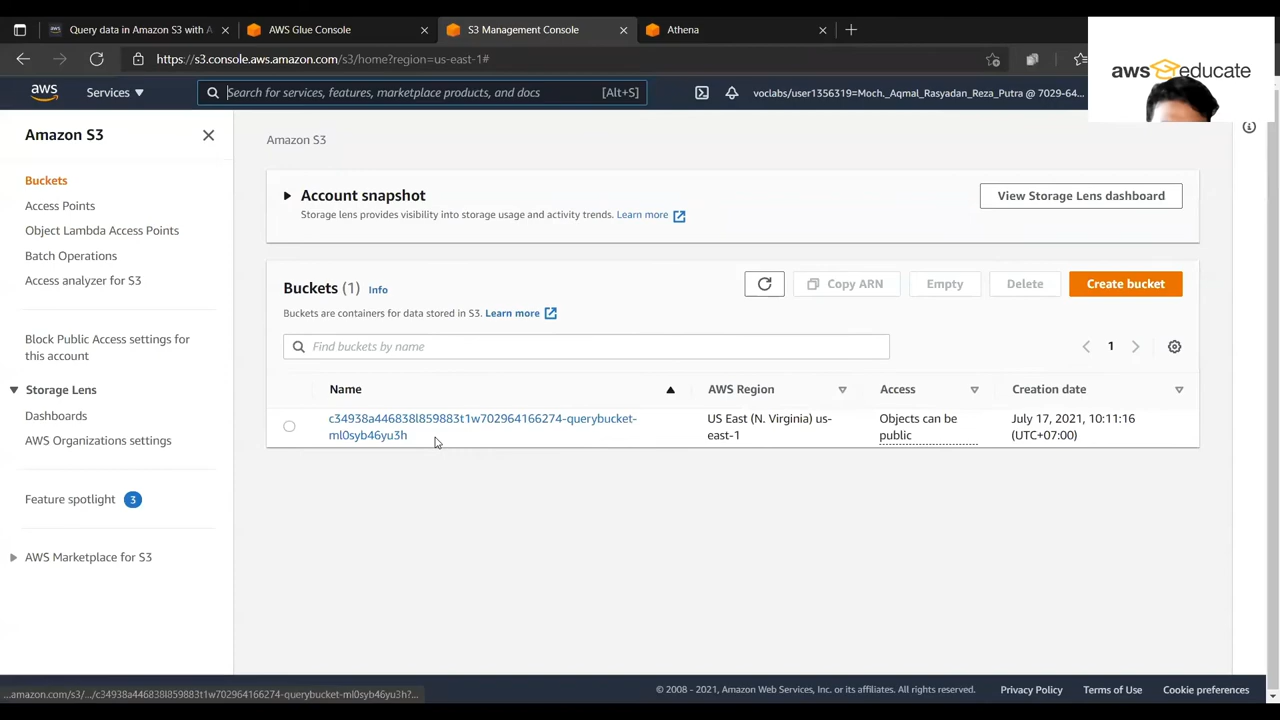 Query data in Amazon S3 with A
AWS Glue Console
S3 Management Console
Athena
https://s3.console.aws.amazon.com/s3/home?region=us-east-1#
aws educate
aws
Services
Search for services, features, marketplace products, and docs
[Alt+S]
voclabs/user1356319=Moch._Aqmal_Rasyadan_Reza_Putra @ 7029-64...
Amazon S3
Buckets
Access Points
Object Lambda Access Points
Batch Operations
Access analyzer for S3
Block Public Access settings for
this account
Storage Lens
Dashboards
AWS Organizations settings
Feature spotlight 3
AWS Marketplace for S3
Amazon S3
Account snapshot
Storage lens provides visibility into storage usage and activity trends. Learn more
View Storage Lens dashboard
Buckets (1) Info
Buckets are containers for data stored in S3. Learn more
Copy ARN
Empty
Delete
Create bucket
Find buckets by name
1
Name
AWS Region
Access
Creation date
c34938a446838l859883t1w702964166274-querybucket-
ml0syb46yu3h
US East (N. Virginia) us-
east-1
Objects can be
public
July 17, 2021, 10:11:16
(UTC+07:00)
...amazon.com/s3/.../c34938a446838l859883t1w702964166274-querybucket-ml0syb46yu3h?...
© 2008 - 2021, Amazon Web Services, Inc. or its affiliates. All rights reserved.
Privacy Policy
Terms of Use
Cookie preferences